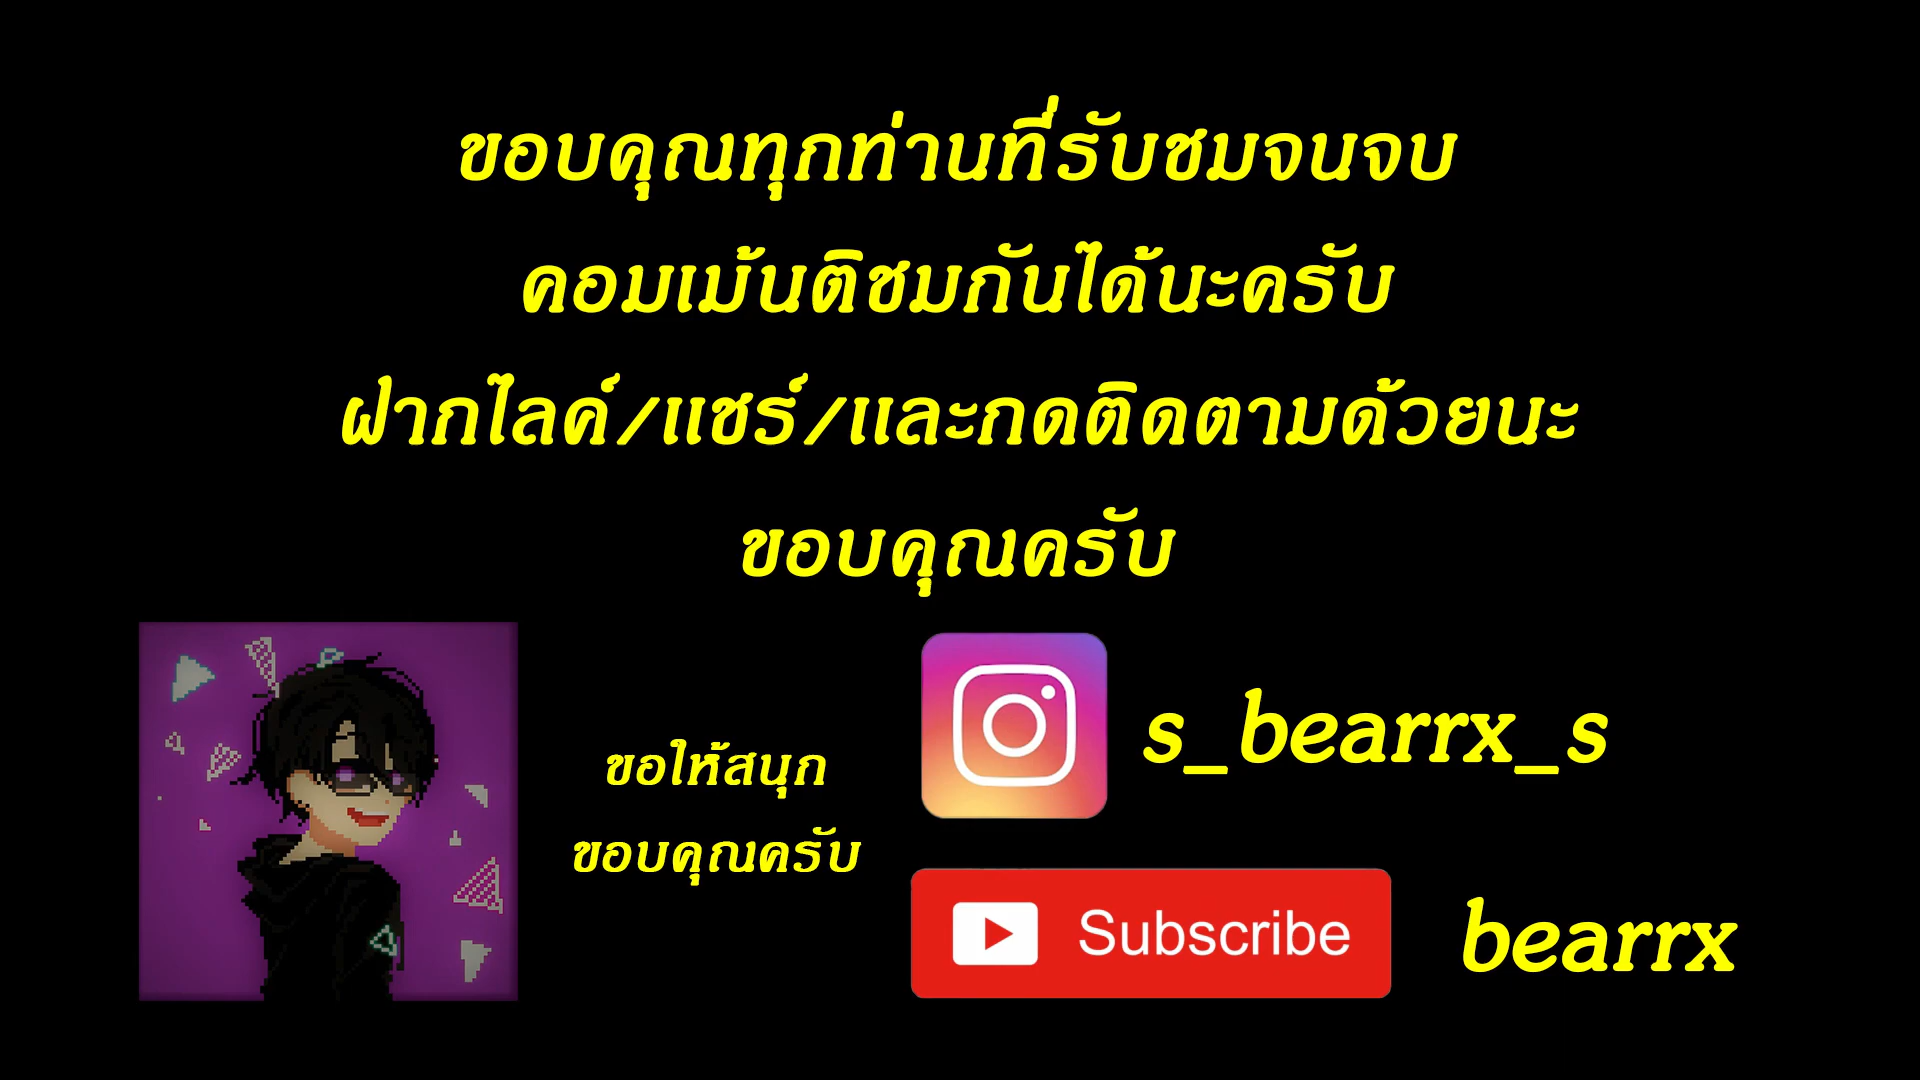 ขอบคุณทุกท่านที่รับชมจนจบ
คอมเม้นติชมกันได้นะครับ
ฝากไลค์/แชร์/และกดติดตามด้วยนะ
ขอบคุณครับ
ขอให้สนุก
ขอบคุณครับ
s_bearrx_s
Subscribe
bearrx